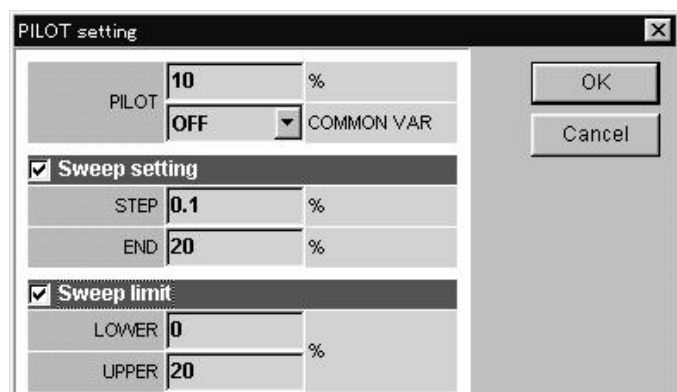 PILOT setting
PILOT 10 %
OFF COMMON VAR
OK
Cancel
Sweep setting
STEP 0.1 %
END 20 %
Sweep limit
LOWER 0 %
UPPER 20